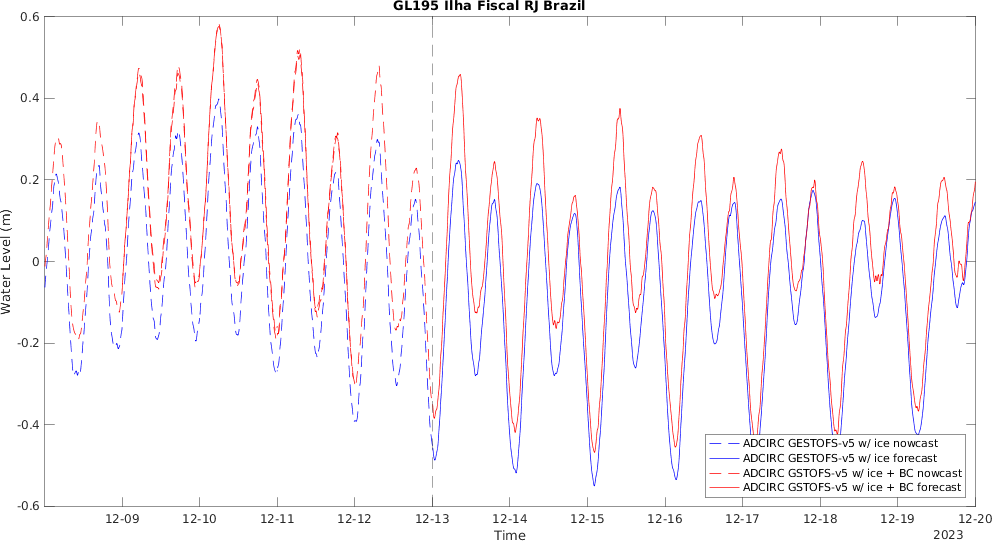 GL195 Ilha Fiscal RJ Brazil
0.6
0.4
0.2
0
-0.2
-0.4
-0.6
Water Level (m)
12-09 12-10 12-11 12-12 12-13 12-14 12-15 12-16 12-17 12-18 12-19 12-20
Time
2023
ADCIRC GESTOFS-v5 w/ ice nowcast
ADCIRC GESTOFS-v5 w/ ice forecast
ADCIRC GSTOFS-v5 w/ ice + BC nowcast
ADCIRC GSTOFS-v5 w/ ice + BC forecast